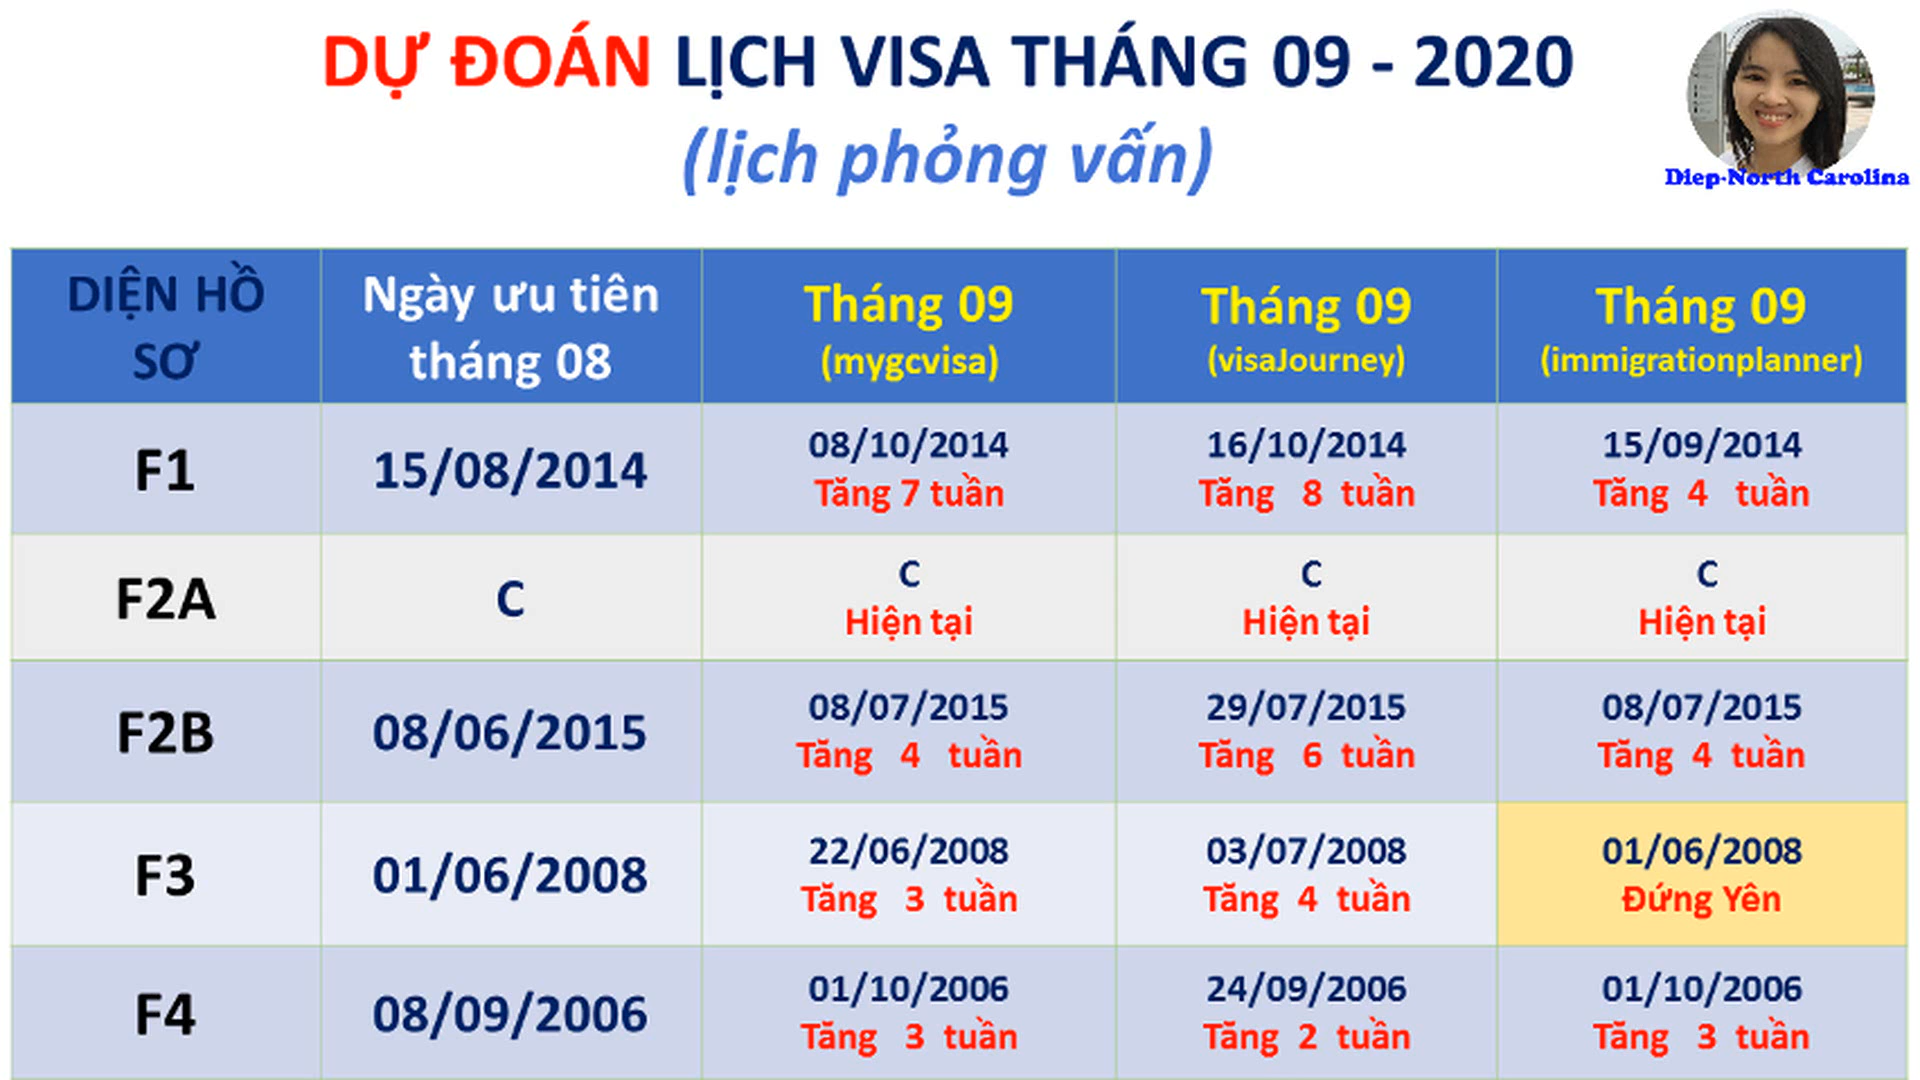 DỰ ĐOÁN LỊCH VISA THÁNG 09 - 2020
(lịch phỏng vấn)
Diep-North Carolina
DIỆN HỒ
SƠ
Ngày ưu tiên
tháng 08
Tháng 09
(mygcvisa)
Tháng 09
(visaJourney)
Tháng 09
(immigrationplanner)
F1
15/08/2014
08/10/2014
Tăng 7 tuần
16/10/2014
Tăng 8 tuần
15/09/2014
Tăng 4 tuần
F2A
C
C
Hiện tại
C
Hiện tại
C
Hiện tại
F2B
08/06/2015
08/07/2015
Tăng 4 tuần
29/07/2015
Tăng 6 tuần
08/07/2015
Tăng 4 tuần
F3
01/06/2008
22/06/2008
Tăng 3 tuần
03/07/2008
Tăng 4 tuần
01/06/2008
Đứng Yên
F4
08/09/2006
01/10/2006
Tăng 3 tuần
24/09/2006
Tăng 2 tuần
01/10/2006
Tăng 3 tuần